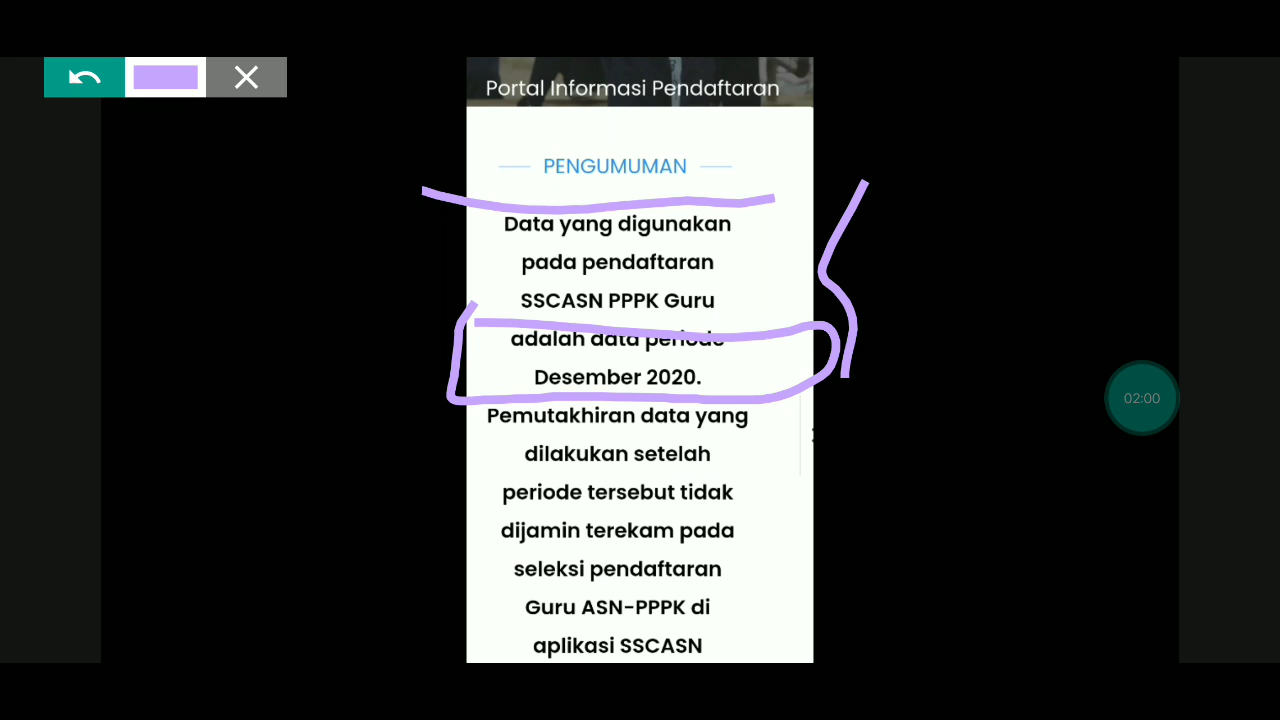 Portal Informasi Pendaftaran
PENGUMUMAN
Data yang digunakan
pada pendaftaran
SSCASN PPPK Guru
adalah data periode
Desember 2020.
Pemutakhiran data yang
dilakukan setelah
periode tersebut tidak
dijamin terekam pada
seleksi pendaftaran
Guru ASN-PPPK di
aplikasi SSCASN
02:00